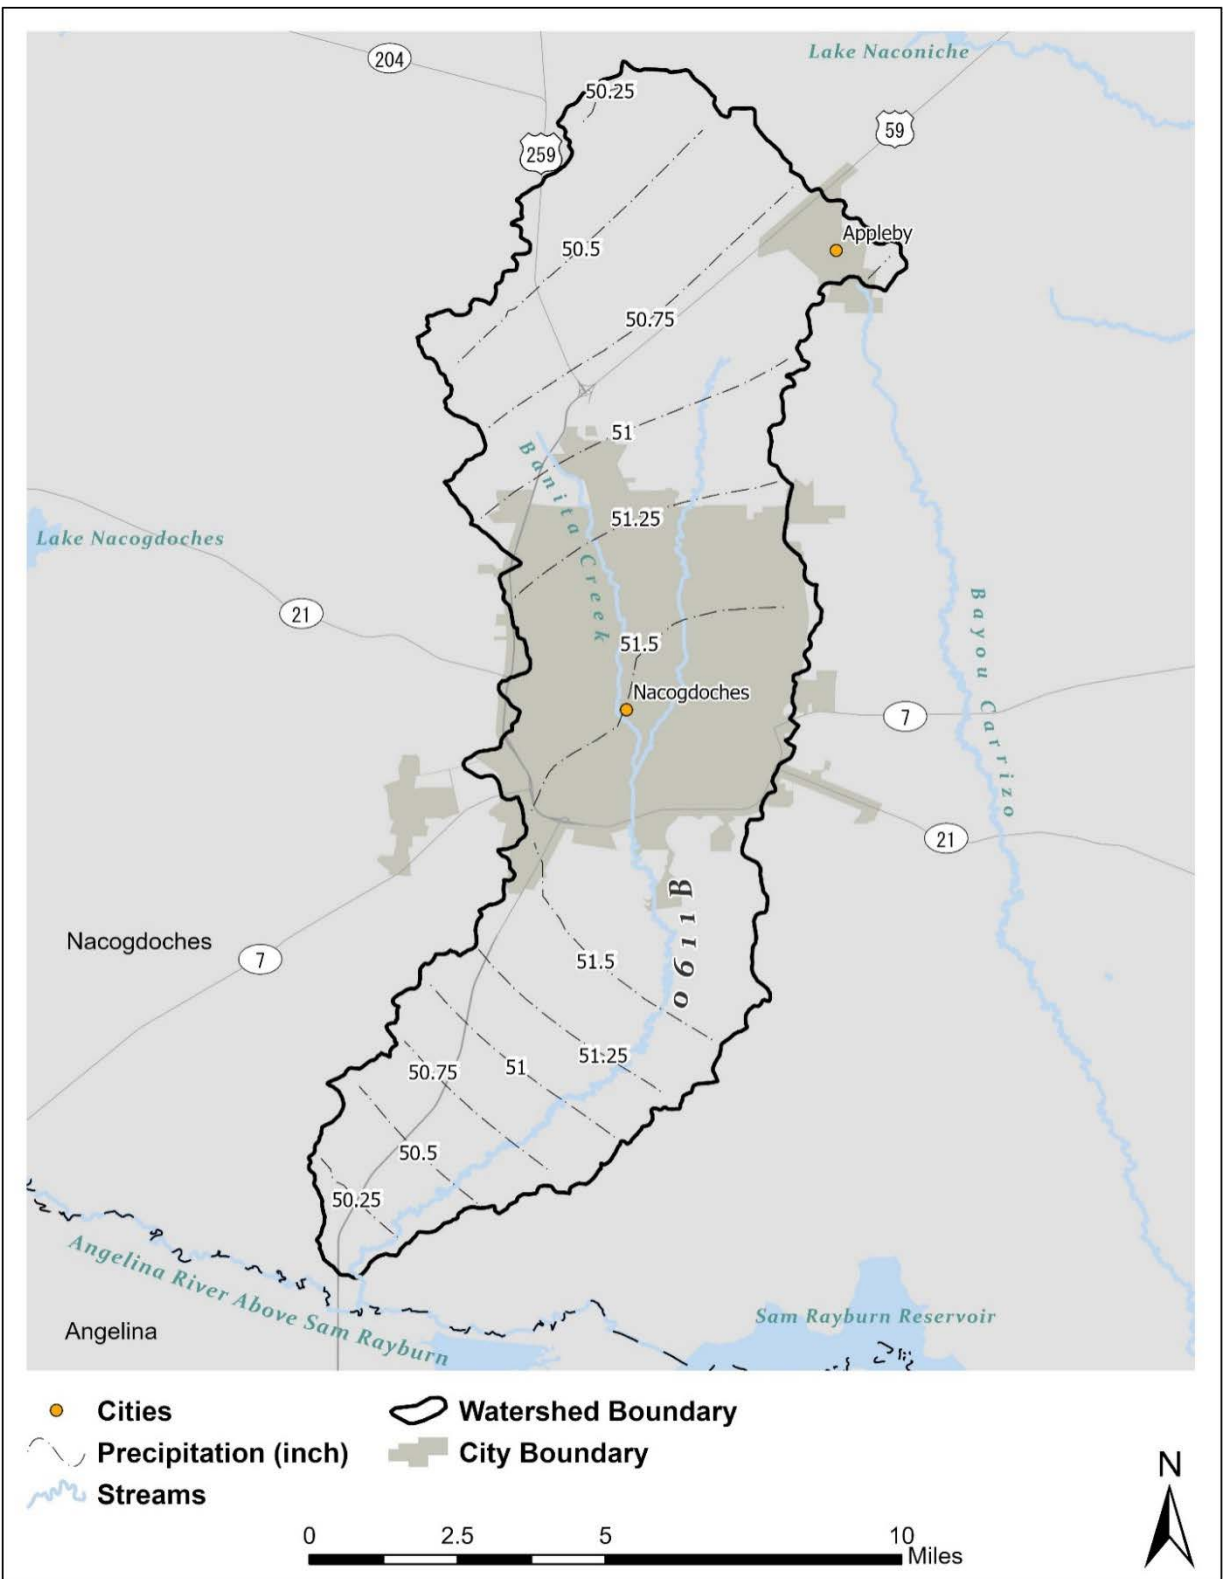 Lake Naconiche
204
50.25
59
259
Appleby
50.5
50.75
51
Banita Creek
51.25
Lake Nacogdoches
21
Bayou Carrizo
51.5
Nacogdoches
7
21
0611B
Nacogdoches
7
51.5
51.25
51
50.75
50.5
50.25
Angelina River Above Sam Rayburn
Sam Rayburn Reservoir
Angelina
Cities
Watershed Boundary
Precipitation (inch)
City Boundary
Streams
N
0 2.5 5 10
Miles